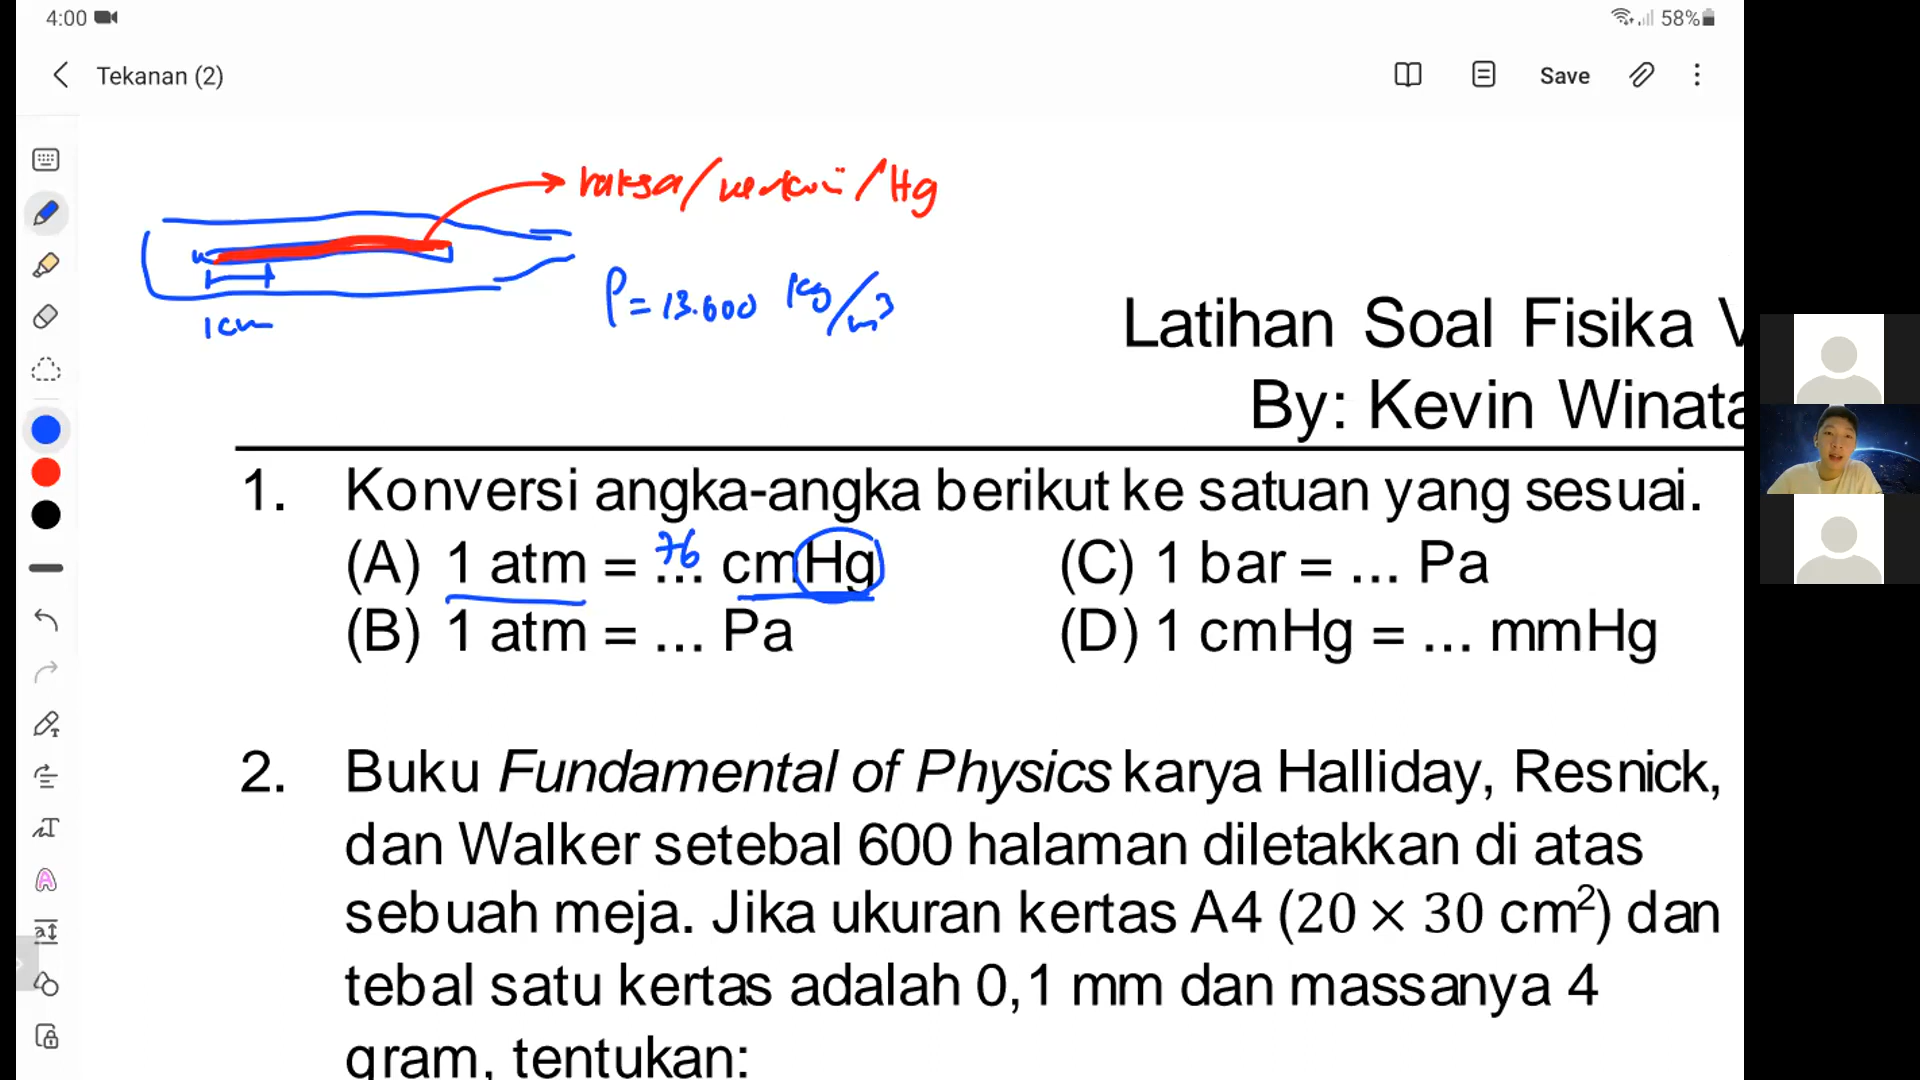 4:00
58%
Tekanan (2)
Save
raksa/merkuri/Hg
1cm
ρ = 13.600 kg/m³
Latihan Soal Fisika
By: Kevin Winata
1. Konversi angka-angka berikut ke satuan yang sesuai.
(A) 1 atm = ... 76 cmHg (C) 1 bar = ... Pa
(B) 1 atm = ... Pa (D) 1 cmHg = ... mmHg
2. Buku Fundamental of Physics karya Halliday, Resnick,
dan Walker setebal 600 halaman diletakkan di atas
sebuah meja. Jika ukuran kertas A4 (20 × 30 cm²) dan
tebal satu kertas adalah 0,1 mm dan massanya 4
gram, tentukan: